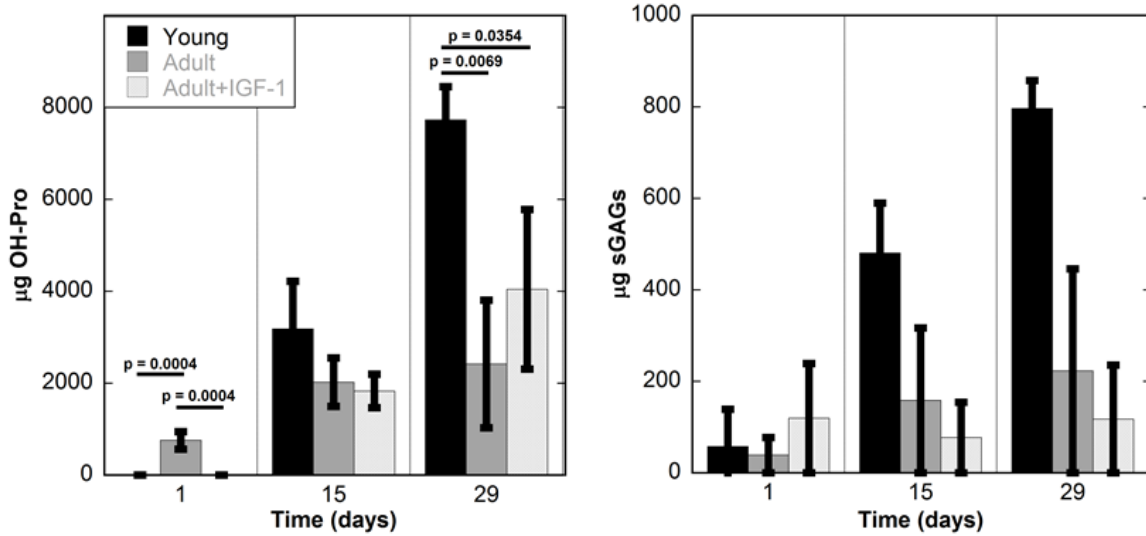 Young
Adult
Adult+IGF-1
p = 0.0354
p = 0.0069
p = 0.0004
p = 0.0004
8000
6000
4000
2000
0
µg OH-Pro
1 15 29
Time (days)
1000
800
600
400
200
0
µg sGAGs
1 15 29
Time (days)